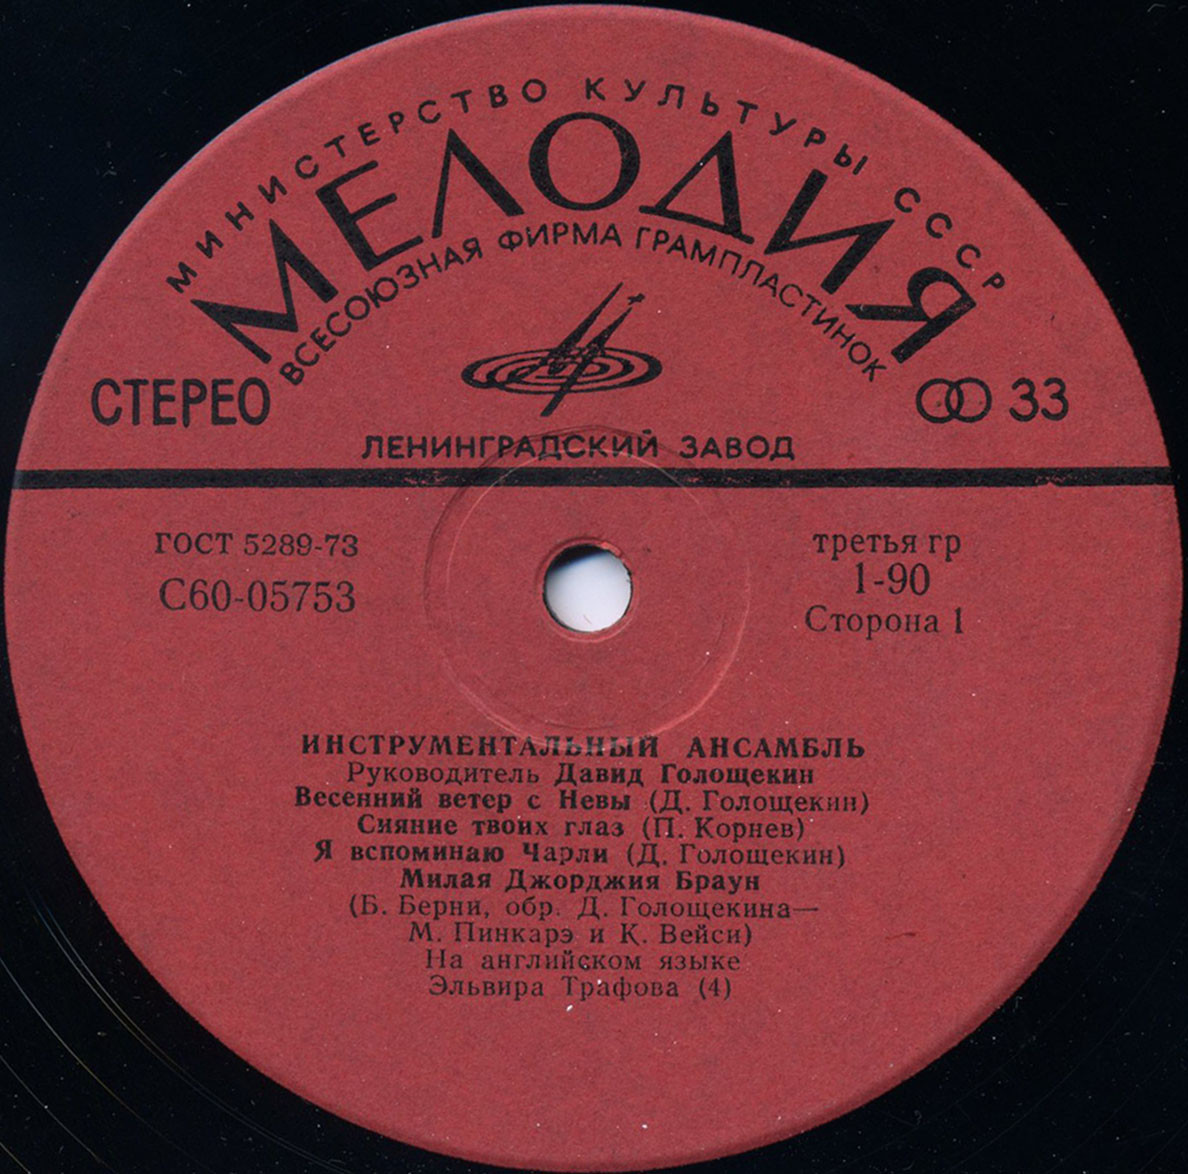 МИНИСТЕРСТВО КУЛЬТУРЫ СССР
МЕЛОДИЯ
ВСЕСОЮЗНАЯ ФИРМА ГРАМПЛАСТИНОК
СТЕРЕО
33
ЛЕНИНГРАДСКИЙ ЗАВОД
ГОСТ 5289-73
С60-05753
третья гр
1-90
Сторона 1
ИНСТРУМЕНТАЛЬНЫЙ АНСАМБЛЬ
Руководитель Давид Голощекин
Весенний ветер с Невы (Д. Голощекин)
Сияние твоих глаз (П. Корнев)
Я вспоминаю Чарли (Д. Голощекин)
Милая Джорджия Браун
(Б. Берни, обр. Д. Голощекина—
М. Пинкарэ и К. Вейси)
На английском языке
Эльвира Трафова (4)